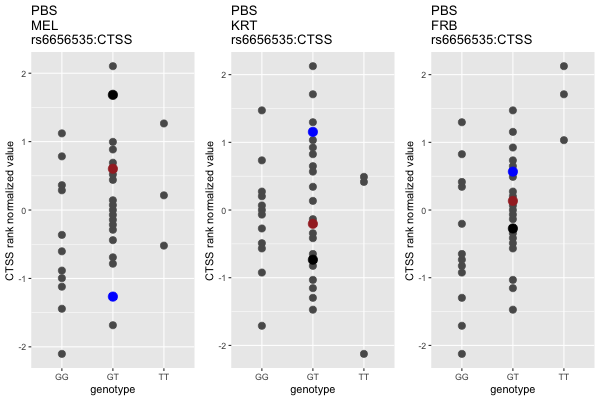 PBS
MEL
rs6656535:CTSS
CTSS rank normalized value
2
1
0
-1
-2
GG GT TT
genotype
PBS
KRT
rs6656535:CTSS
CTSS rank normalized value
2
1
0
-1
-2
GG GT TT
genotype
PBS
FRB
rs6656535:CTSS
CTSS rank normalized value
2
1
0
-1
-2
GG GT TT
genotype